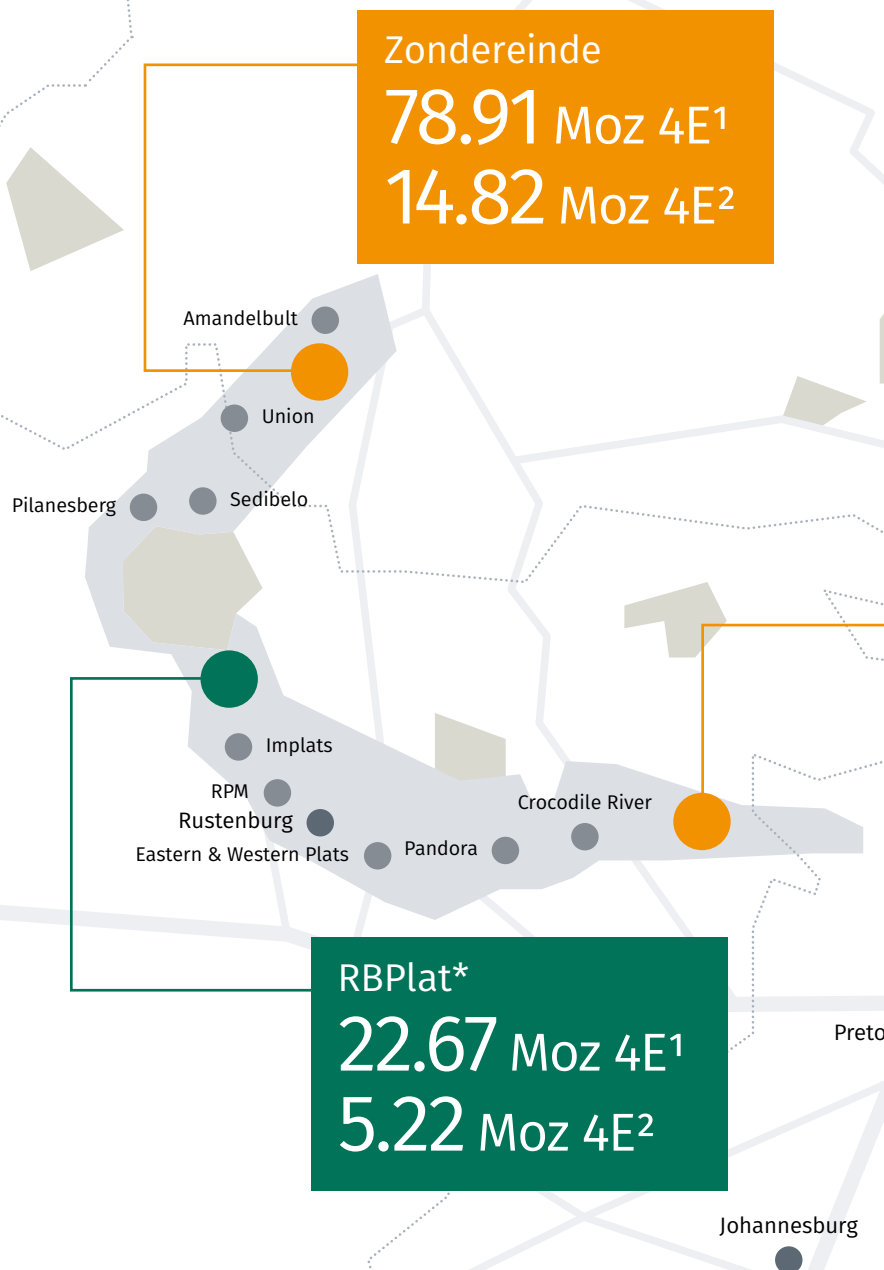 Zondereinde
78.91 Moz 4E¹
14.82 Moz 4E²
Amandelbult
Union
Pilanesberg
Sedibelo
Implats
RPM
Rustenburg
Crocodile River
Eastern & Western Plats
Pandora
RBPlat*
22.67 Moz 4E¹
5.22 Moz 4E²
Preto
Johannesburg